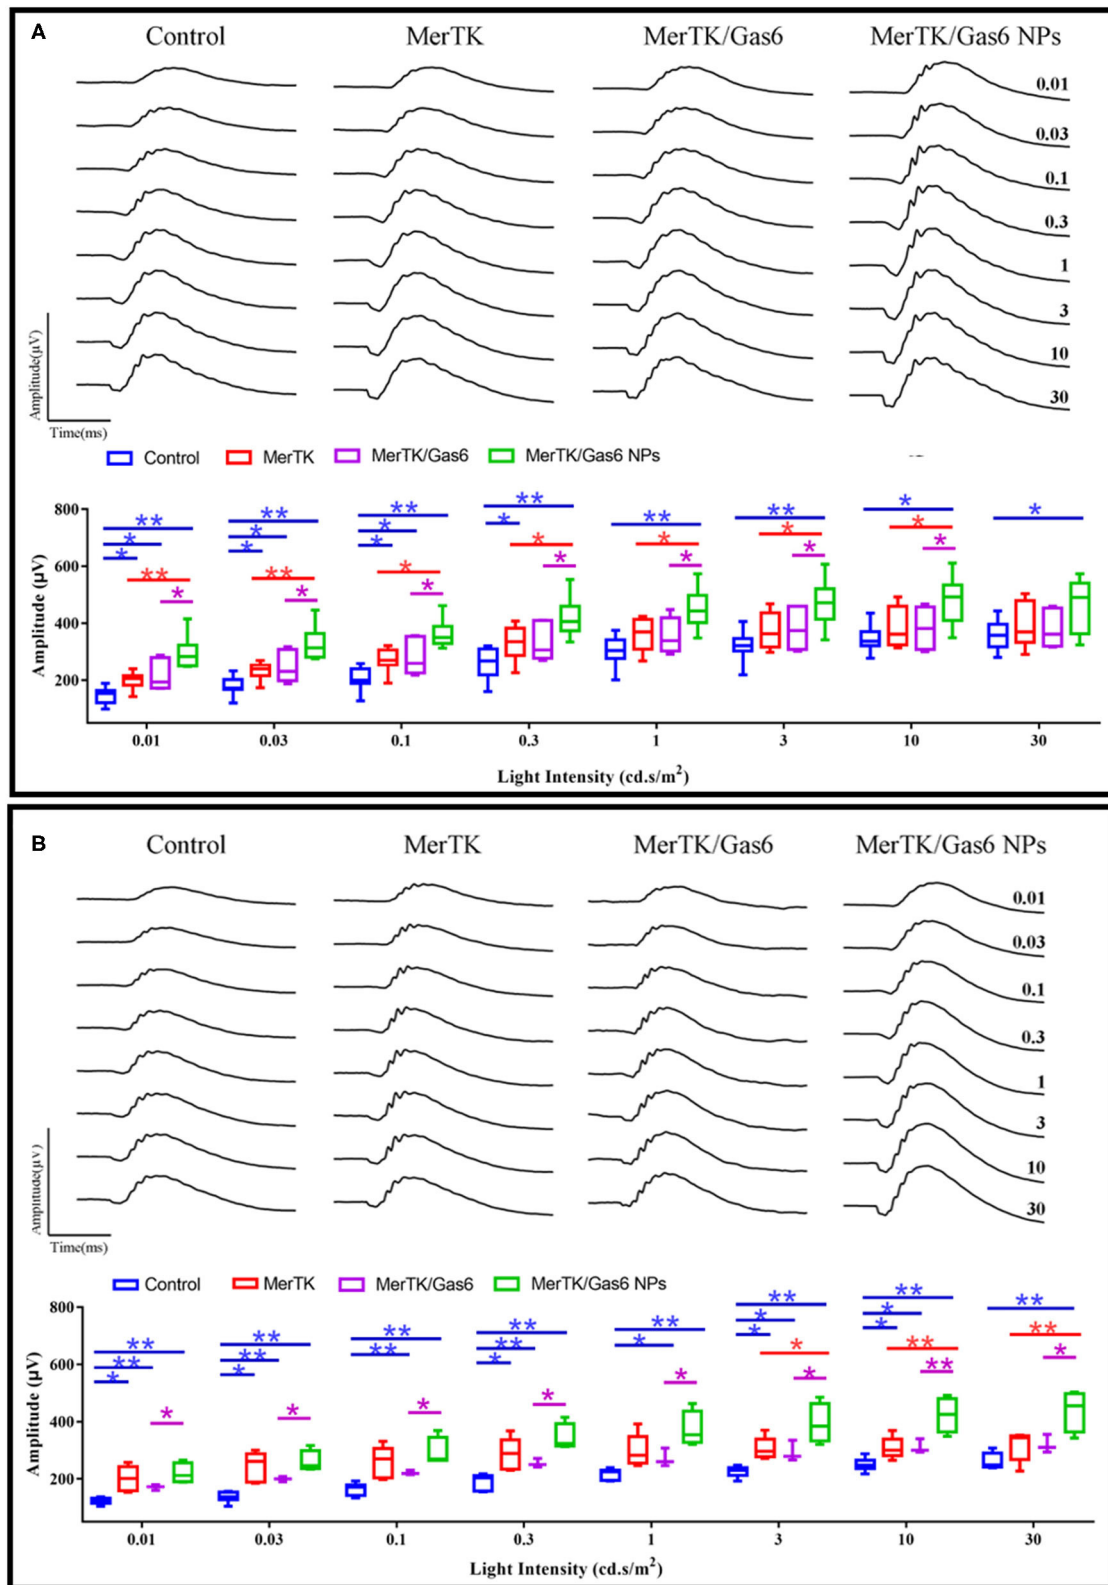 A
Control MerTK MerTK/Gas6 MerTK/Gas6 NPs
0.01
0.03
0.1
0.3
1
3
10
30
Amplitude(µV)
Time(ms)
Control MerTK MerTK/Gas6 MerTK/Gas6 NPs
** * * ** *
** * * ** *
** * * * *
** * * *
** * *
** * *
* * *
*
800
600
400
200
Amplitude (µV)
0.01 0.03 0.1 0.3 1 3 10 30
Light Intensity (cd.s/m²)
B
Control MerTK MerTK/Gas6 MerTK/Gas6 NPs
0.01
0.03
0.1
0.3
1
3
10
30
Amplitude(µV)
Time(ms)
Control MerTK MerTK/Gas6 MerTK/Gas6 NPs
** ** * *
** ** * *
** ** *
** ** * *
** * *
** * * * *
** * * ** **
** ** *
800
600
400
200
Amplitude (µV)
0.01 0.03 0.1 0.3 1 3 10 30
Light Intensity (cd.s/m²)